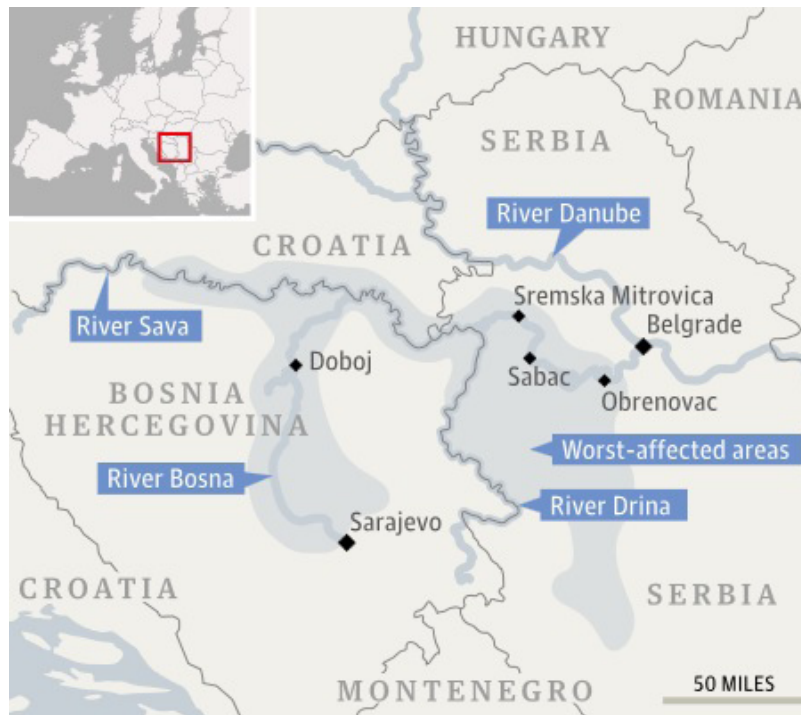 HUNGARY
ROMANIA
SERBIA
River Danube
CROATIA
Sremska Mitrovica
River Sava
Belgrade
Doboj
Sabac
BOSNIA
HERCEGOVINA
Obrenovac
Worst-affected areas
River Bosna
River Drina
Sarajevo
CROATIA
SERBIA
MONTENEGRO
50 MILES